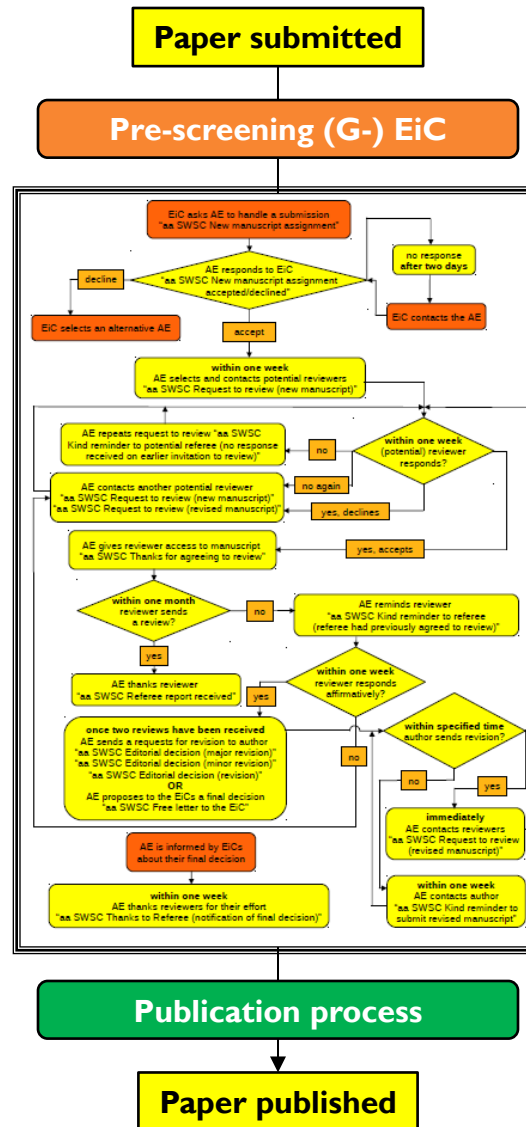 Paper submitted
Pre-screening (G-) EiC
EiC asks AE to handle a submission
"aa SWSC New manuscript assignment"
decline
AE responds to EiC
"aa SWSC New manuscript assignment
accepted/declined"
no response
after two days
EiC selects an alternative AE
accept
EiC contacts the AE
within one week
AE selects and contacts potential reviewers
"aa SWSC Request to review (new manuscript)"
AE repeats request to review "aa SWSC
Kind reminder to potential referee (no response
received on earlier invitation to review)"
no
within one week
(potential) reviewer
responds?
AE contacts another potential reviewer
"aa SWSC Request to review (new manuscript)"
"aa SWSC Request to review (revised manuscript)"
no again
yes, declines
AE gives reviewer access to manuscript
"aa SWSC Thanks for agreeing to review"
yes, accepts
within one month
reviewer sends
a review?
no
AE reminds reviewer
"aa SWSC Kind reminder to referee
(referee had previously agreed to review)"
yes
AE thanks reviewer
"aa SWSC Referee report received"
yes
within one week
reviewer responds
affirmatively?
no
once two reviews have been received
AE sends a requests for revision to author
"aa SWSC Editorial decision (major revision)"
"aa SWSC Editorial decision (minor revision)"
"aa SWSC Editorial decision (revision)"
OR
AE proposes to the EiCs a final decision
"aa SWSC Free letter to the EiC"
within specified time
author sends revision?
no
yes
immediately
AE contacts reviewers
"aa SWSC Request to review
(revised manuscript)"
AE is informed by EiCs
about their final decision
within one week
AE thanks reviewers for their effort
"aa SWSC Thanks to Referee (notification of final decision)"
within one week
AE contacts author
"aa SWSC Kind reminder to
submit revised manuscript"
Publication process
Paper published